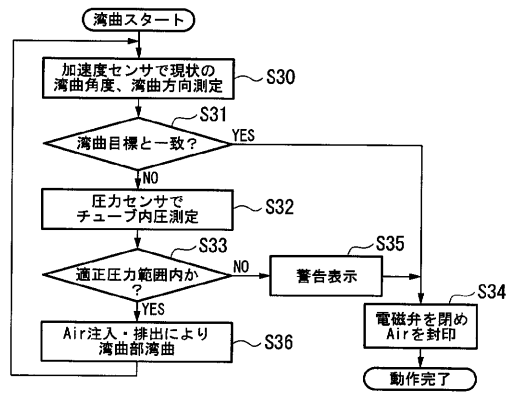 湾曲スタート
加速度センサで現状の
湾曲角度、湾曲方向測定
S30
S31
湾曲目標と一致?
YES
NO
圧力センサで
チューブ内圧測定
S32
S33
適正圧力範囲内か
?
NO
YES
S35
警告表示
S34
電磁弁を閉め
Airを封印
Air注入・排出により
湾曲部湾曲
S36
動作完了